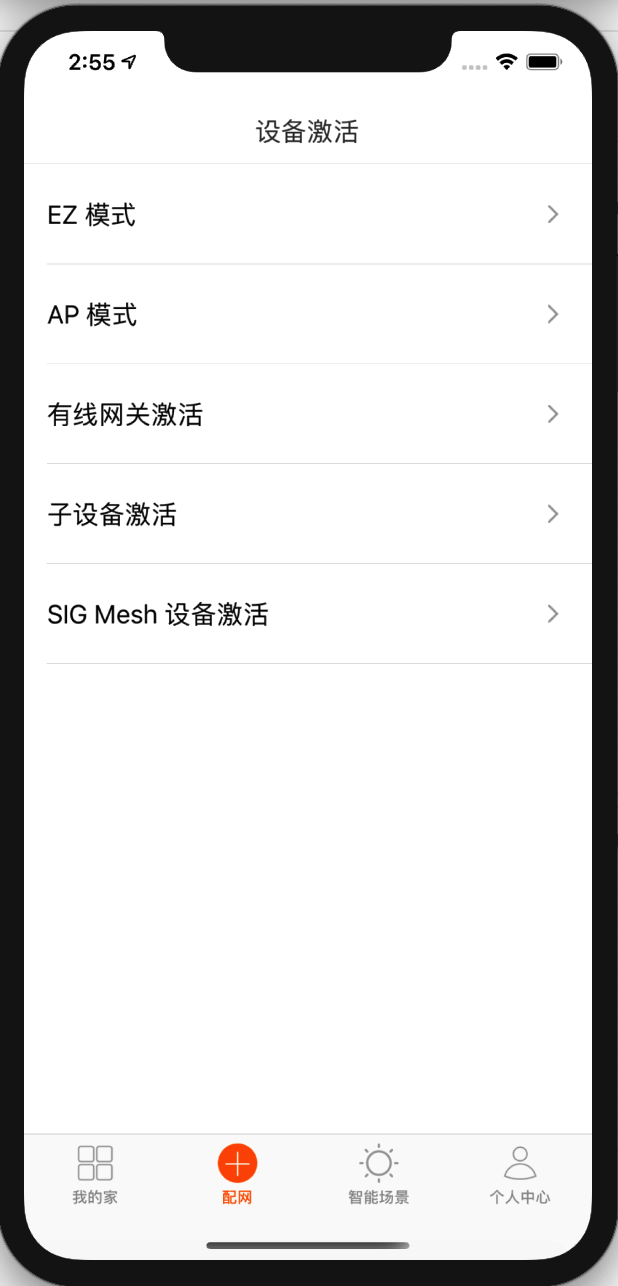 2:55
设备激活
EZ 模式
AP 模式
有线网关激活
子设备激活
SIG Mesh 设备激活
我的家
配网
智能场景
个人中心